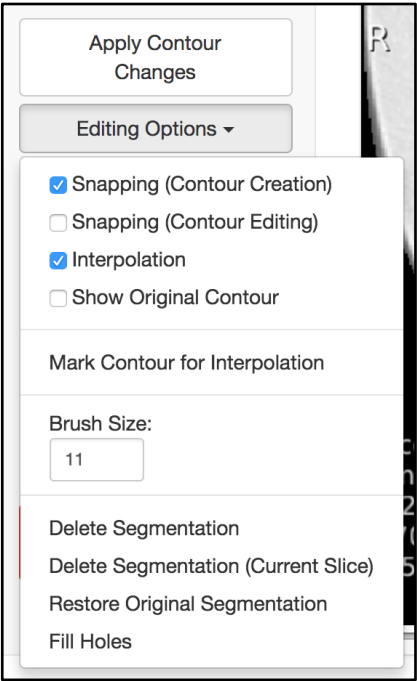 R
Apply Contour
Changes
Editing Options
Snapping (Contour Creation)
Snapping (Contour Editing)
Interpolation
Show Original Contour
Mark Contour for Interpolation
Brush Size:
11
Delete Segmentation
Delete Segmentation (Current Slice)
Restore Original Segmentation
Fill Holes